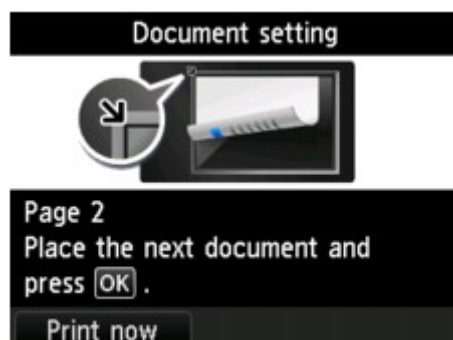 Document setting
Page 2
Place the next document and
press OK .
Print now